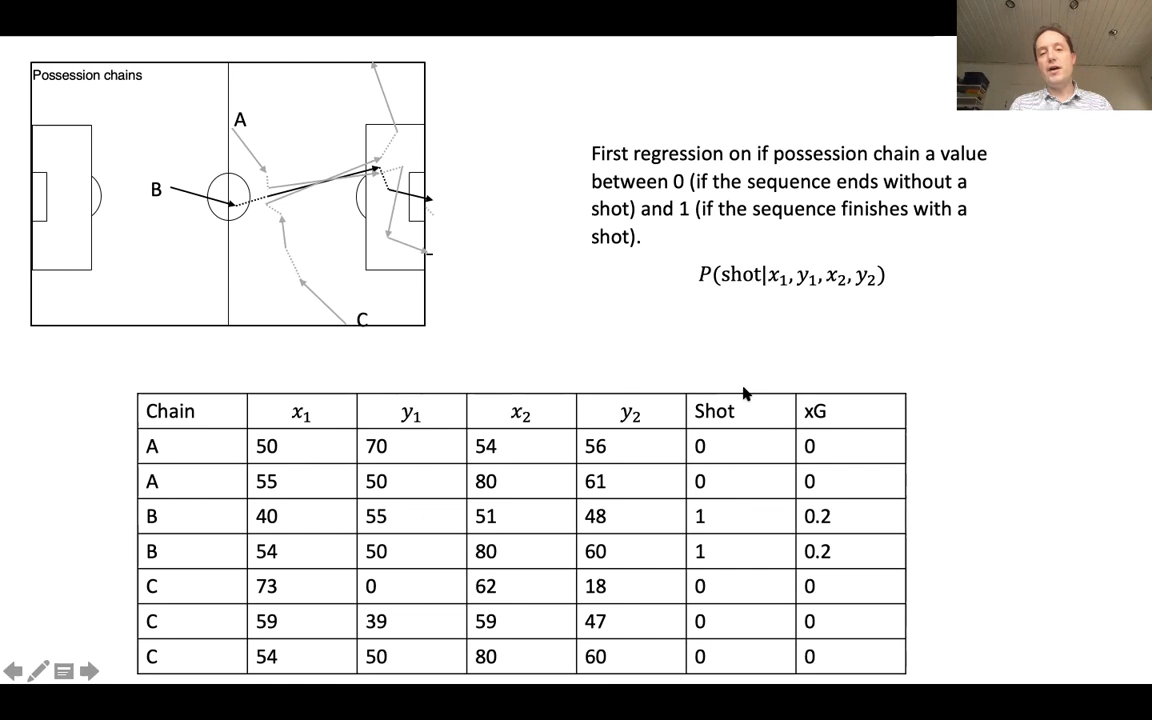 Possession chains
A
B
C
First regression on if possession chain a value
between 0 (if the sequence ends without a
shot) and 1 (if the sequence finishes with a
shot).
P(shot|x₁, y₁, x₂, y₂)
Chain x₁ y₁ x₂ y₂ Shot xG
A 50 70 54 56 0 0
A 55 50 80 61 0 0
B 40 55 51 48 1 0.2
B 54 50 80 60 1 0.2
C 73 0 62 18 0 0
C 59 39 59 47 0 0
C 54 50 80 60 0 0